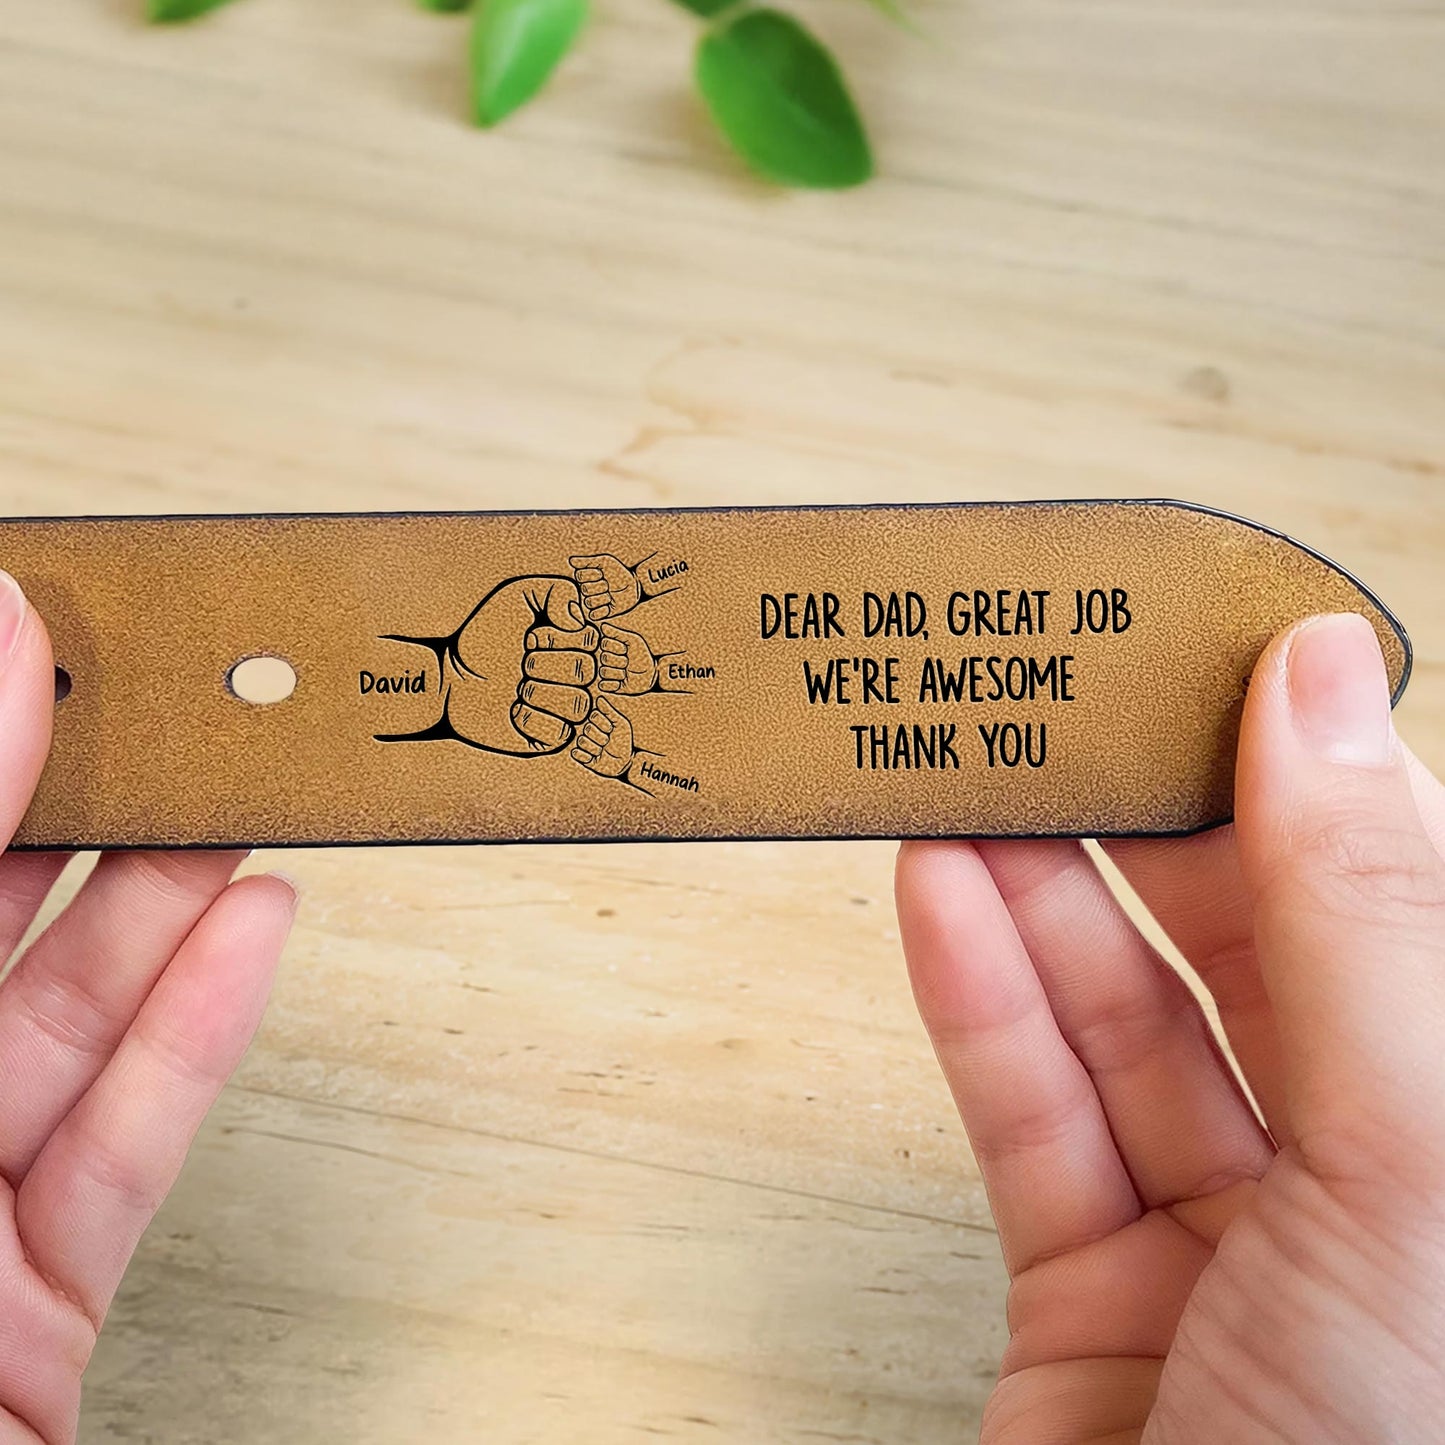 David
Lucia
Ethan
Hannah
DEAR DAD, GREAT JOB
WE'RE AWESOME
THANK YOU